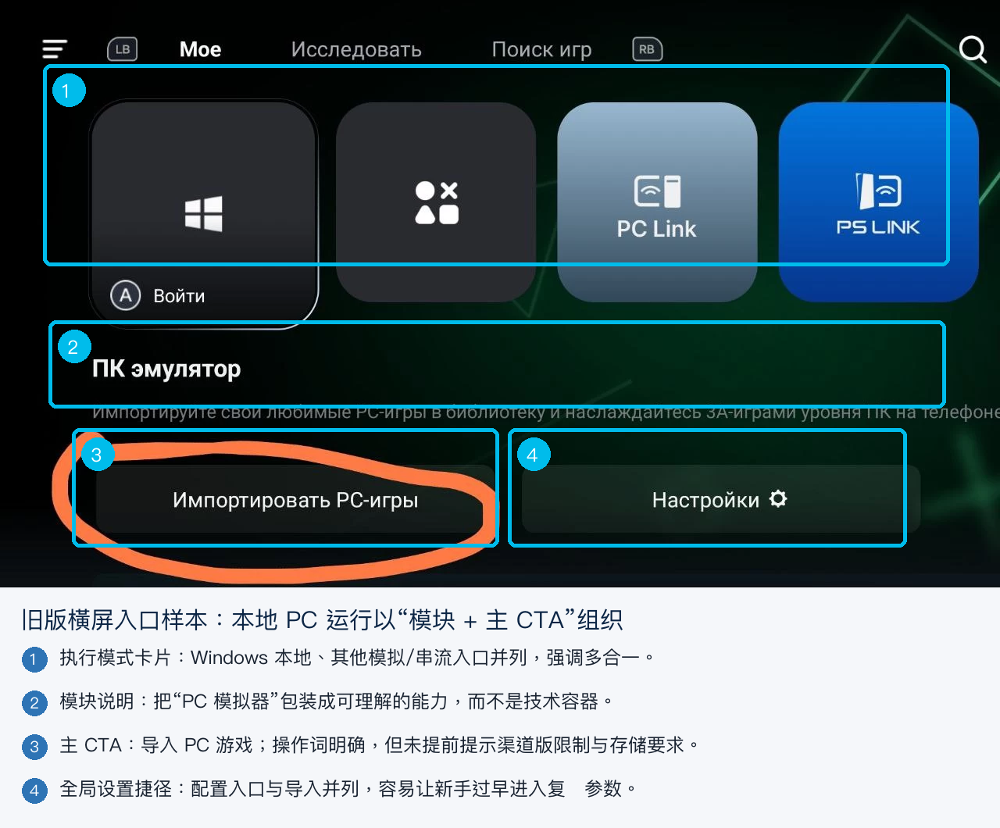 LB Мое Исследовать Поиск игр RB
1
PC Link
PS LINK
A Войти
2
ПК эмулятор
Импортируйте свои любимые PC-игры в библиотеку и наслаждайтесь 3A-играми уровня ПК на телефоне
3
4
Импортировать PC-игры
Настройки
旧版横屏入口样本：本地 PC 运行以“模块 + 主 CTA”组织
1 执行模式卡片：Windows 本地、其他模拟/串流入口并列，强调多合一。
2 模块说明：把“PC 模拟器”包装成可理解的能力，而不是技术容器。
3 主 CTA：导入 PC 游戏；操作词明确，但未提前提示渠道版限制与存储要求。
4 全局设置捷径：配置入口与导入并列，容易让新手过早进入复 参数。